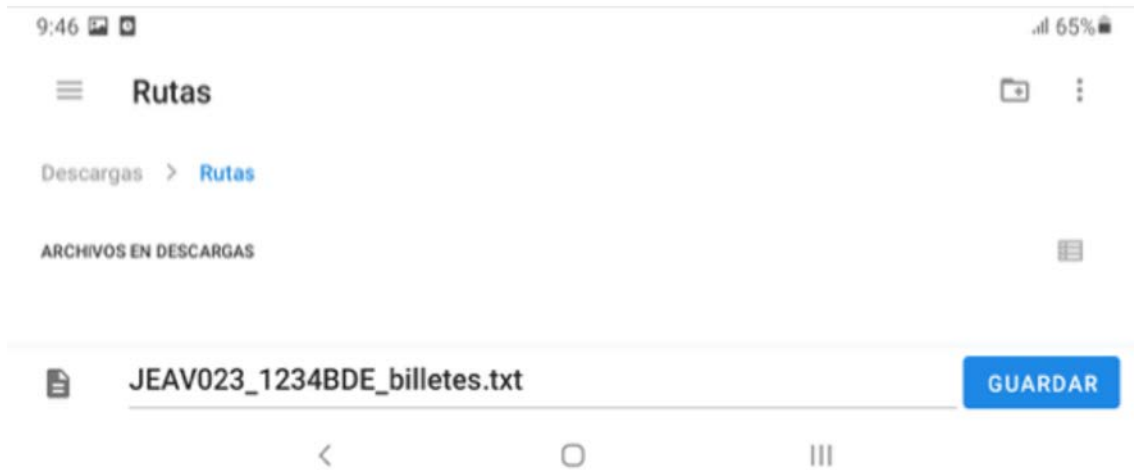 9:46 65%
Rutas
Descargas > Rutas
ARCHIVOS EN DESCARGAS
JEAV023_1234BDE_billetes.txt GUARDAR